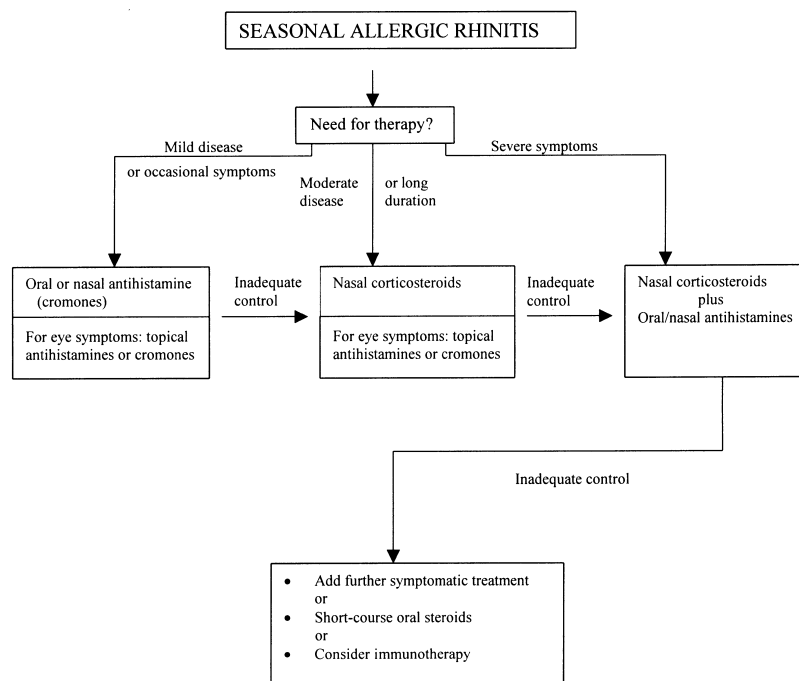 SEASONAL ALLERGIC RHINITIS
Need for therapy?
Mild disease
or occasional symptoms
Moderate
disease
or long
duration
Severe symptoms
Oral or nasal antihistamine
(cromones)
For eye symptoms: topical
antihistamines or cromones
Inadequate
control
Nasal corticosteroids
For eye symptoms: topical
antihistamines or cromones
Inadequate
control
Nasal corticosteroids
plus
Oral/nasal antihistamines
Inadequate control
• Add further symptomatic treatment
or
• Short-course oral steroids
or
• Consider immunotherapy